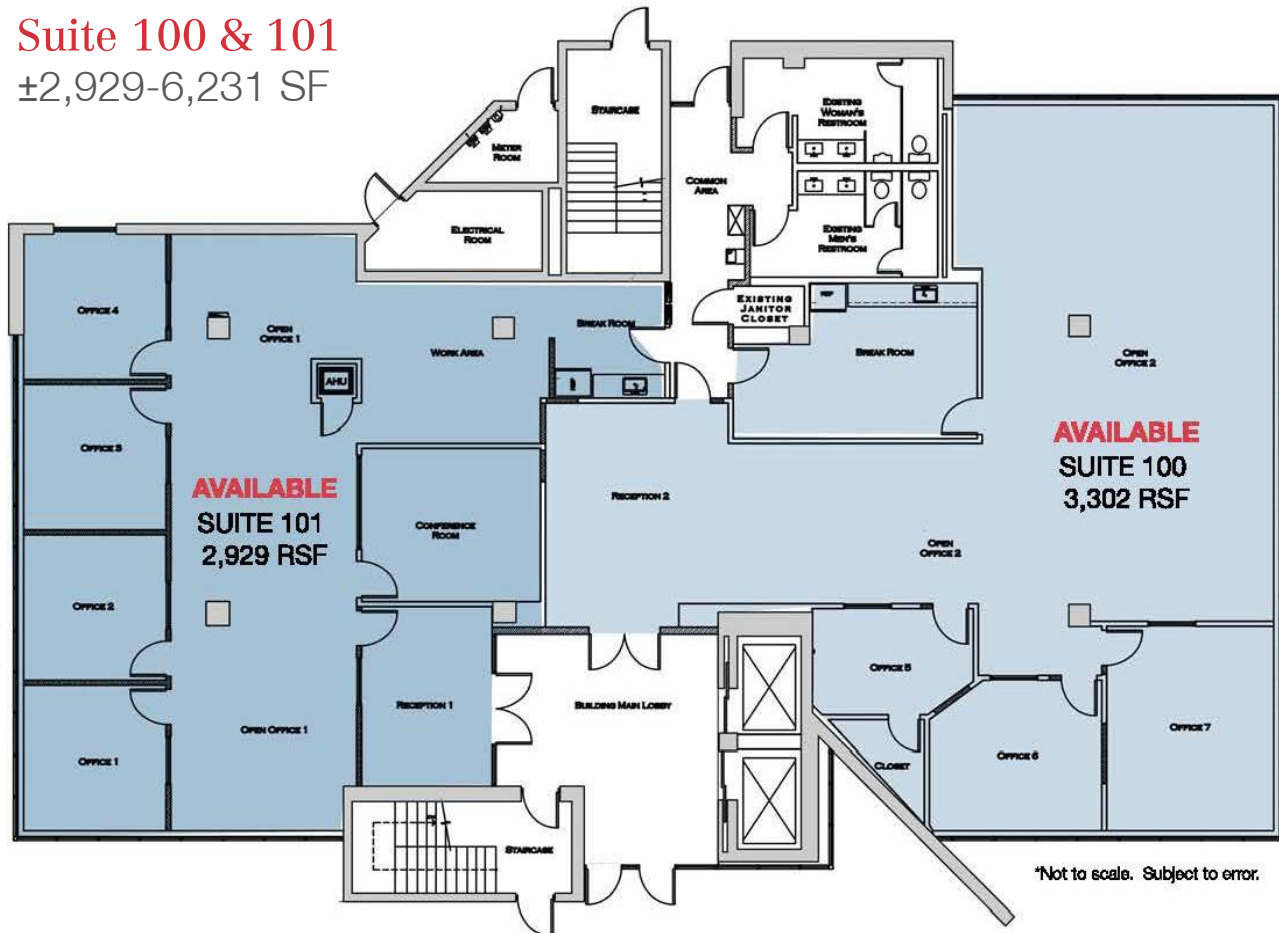 Suite 100 & 101
±2,929-6,231 SF
STAIRCASE
METER
ROOM
ELECTRICAL
ROOM
COMMON
AREA
EXISTING
WOMAN'S
RESTROOM
EXISTING
MEN'S
RESTROOM
EXISTING
JANITOR
CLOSET
REF
BREAK ROOM
OPEN
OFFICE 2
OFFICE 4
OPEN
OFFICE 1
WORK AREA
BREAK ROOM
AHU
OFFICE 3
AVAILABLE
SUITE 101
2,929 RSF
CONFERENCE
ROOM
RECEPTION 2
AVAILABLE
SUITE 100
3,302 RSF
OPEN
OFFICE 2
OFFICE 2
OFFICE 1
OPEN OFFICE 1
RECEPTION 1
BUILDING MAIN LOBBY
OFFICE 5
CLOSET
OFFICE 6
OFFICE 7
STAIRCASE
*Not to scale. Subject to error.